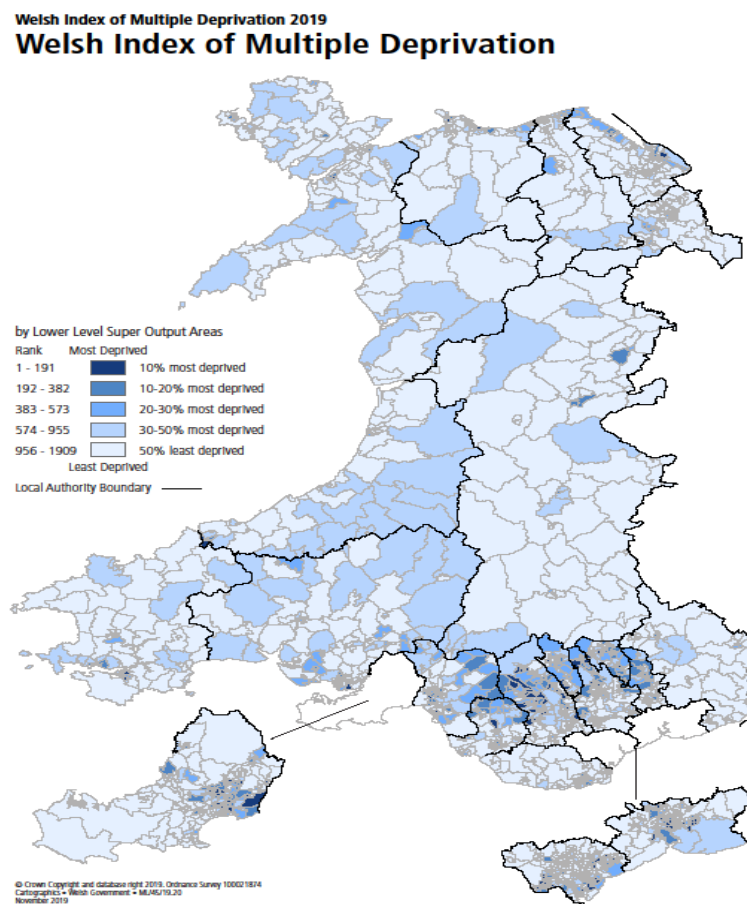 Welsh Index of Multiple Deprivation 2019
Welsh Index of Multiple Deprivation
by Lower Level Super Output Areas
Rank Most Deprived
1 - 191 10% most deprived
192 - 382 10-20% most deprived
383 - 573 20-30% most deprived
574 - 955 30-50% most deprived
956 - 1909 50% least deprived
Least Deprived
Local Authority Boundary
© Crown Copyright and database right 2019. Ordnance Survey 100021874
Cartographics • Welsh Government • ML/45/19.20
November 2019